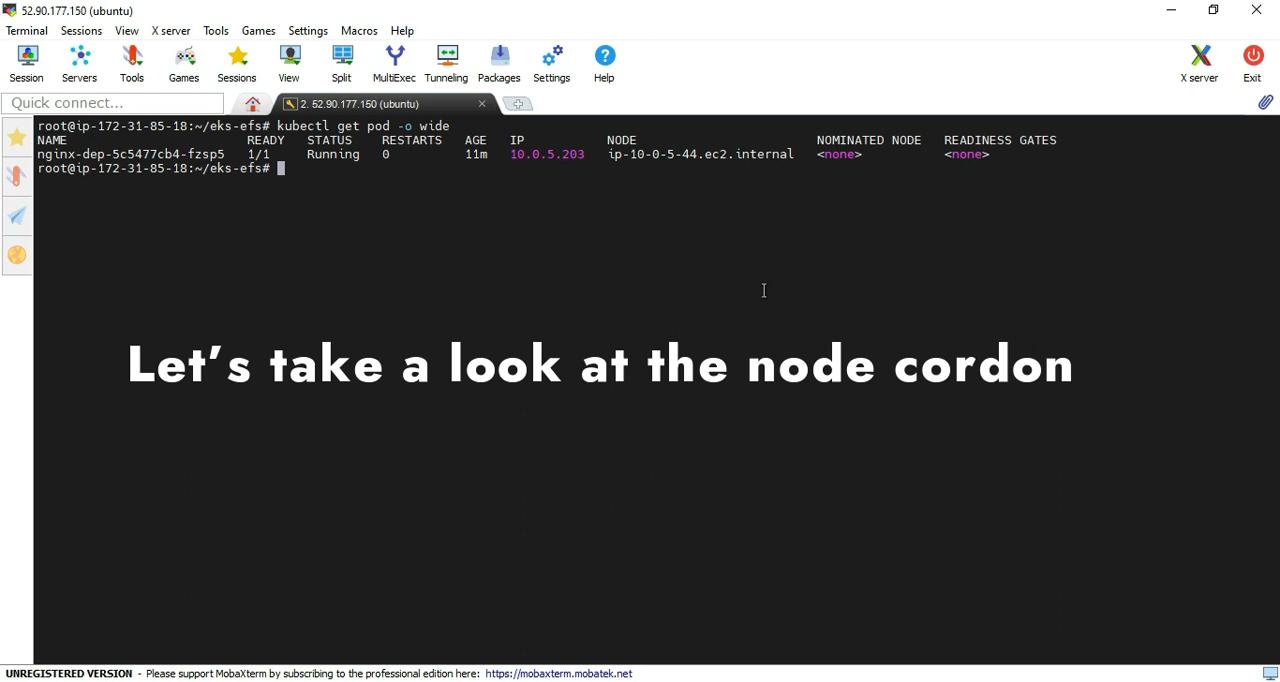 52.90.177.150 (ubuntu)
Terminal Sessions View X server Tools Games Settings Macros Help
Session Servers Tools Games Sessions View Split MultiExec Tunneling Packages Settings Help X server Exit
Quick connect... 2. 52.90.177.150 (ubuntu)
root@ip-172-31-85-18:~/eks-efs# kubectl get pod -o wide
NAME READY STATUS RESTARTS AGE IP NODE NOMINATED NODE READINESS GATES
nginx-dep-5c5477cb4-fzsp5 1/1 Running 0 11m 10.0.5.203 ip-10-0-5-44.ec2.internal <none> <none>
root@ip-172-31-85-18:~/eks-efs#
Let's take a look at the node cordon
UNREGISTERED VERSION - Please support MobaXterm by subscribing to the professional edition here: https://mobaxterm.mobatek.net